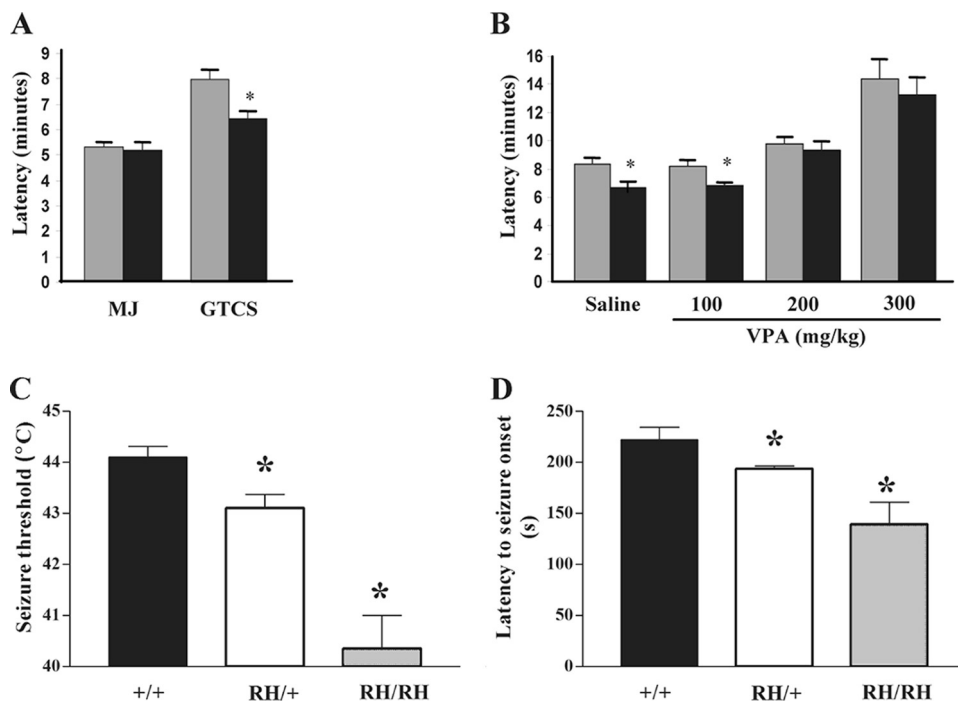 A
Latency (minutes)
9
8
7
6
5
4
3
2
1
0
*
MJ
GTCS
B
Latency (minutes)
16
14
12
10
8
6
4
2
0
*
*
Saline
100
200
300
VPA (mg/kg)
C
Seizure threshold (°C)
45
44
43
42
41
40
*
*
+/+
RH/+
RH/RH
D
Latency to seizure onset
(s)
250
200
150
100
50
0
*
*
+/+
RH/+
RH/RH